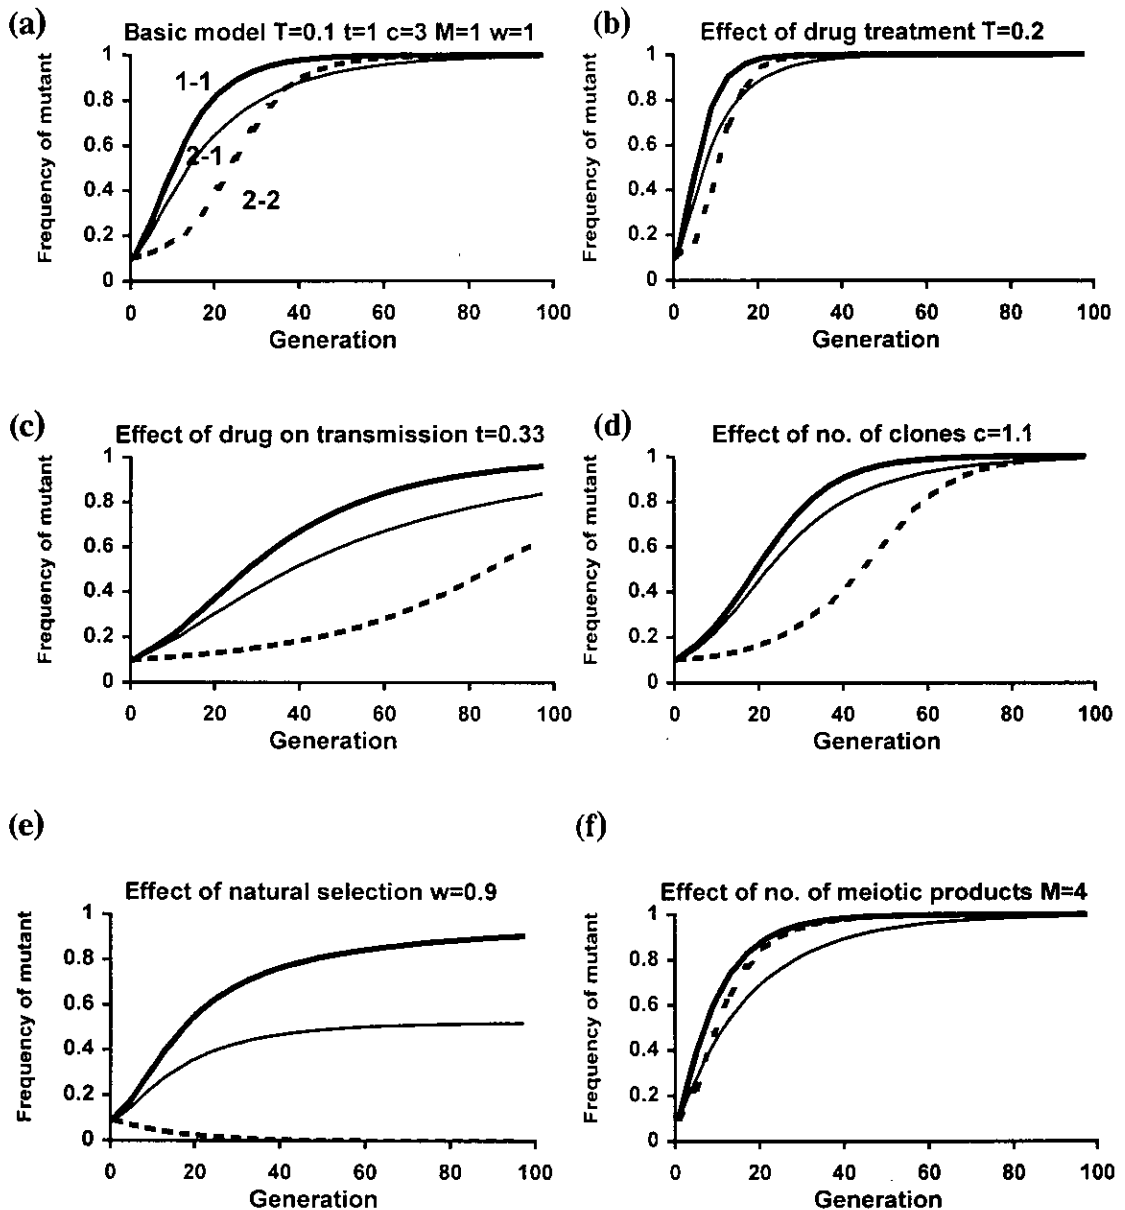 (a)
Basic model T=0.1 t=1 c=3 M=1 w=1
Frequency of mutant
1
0.8
0.6
0.4
0.2
0
1-1
2-1
2-2
0 20 40 60 80 100
Generation
(b)
Effect of drug treatment T=0.2
Frequency of mutant
1
0.8
0.6
0.4
0.2
0
0 20 40 60 80 100
Generation
(c)
Effect of drug on transmission t=0.33
Frequency of mutant
1
0.8
0.6
0.4
0.2
0
0 20 40 60 80 100
Generation
(d)
Effect of no. of clones c=1.1
Frequency of mutant
1
0.8
0.6
0.4
0.2
0
0 20 40 60 80 100
Generation
(e)
Effect of natural selection w=0.9
Frequency of mutant
1
0.8
0.6
0.4
0.2
0
0 20 40 60 80 100
Generation
(f)
Effect of no. of meiotic products M=4
Frequency of mutant
1
0.8
0.6
0.4
0.2
0
0 20 40 60 80 100
Generation